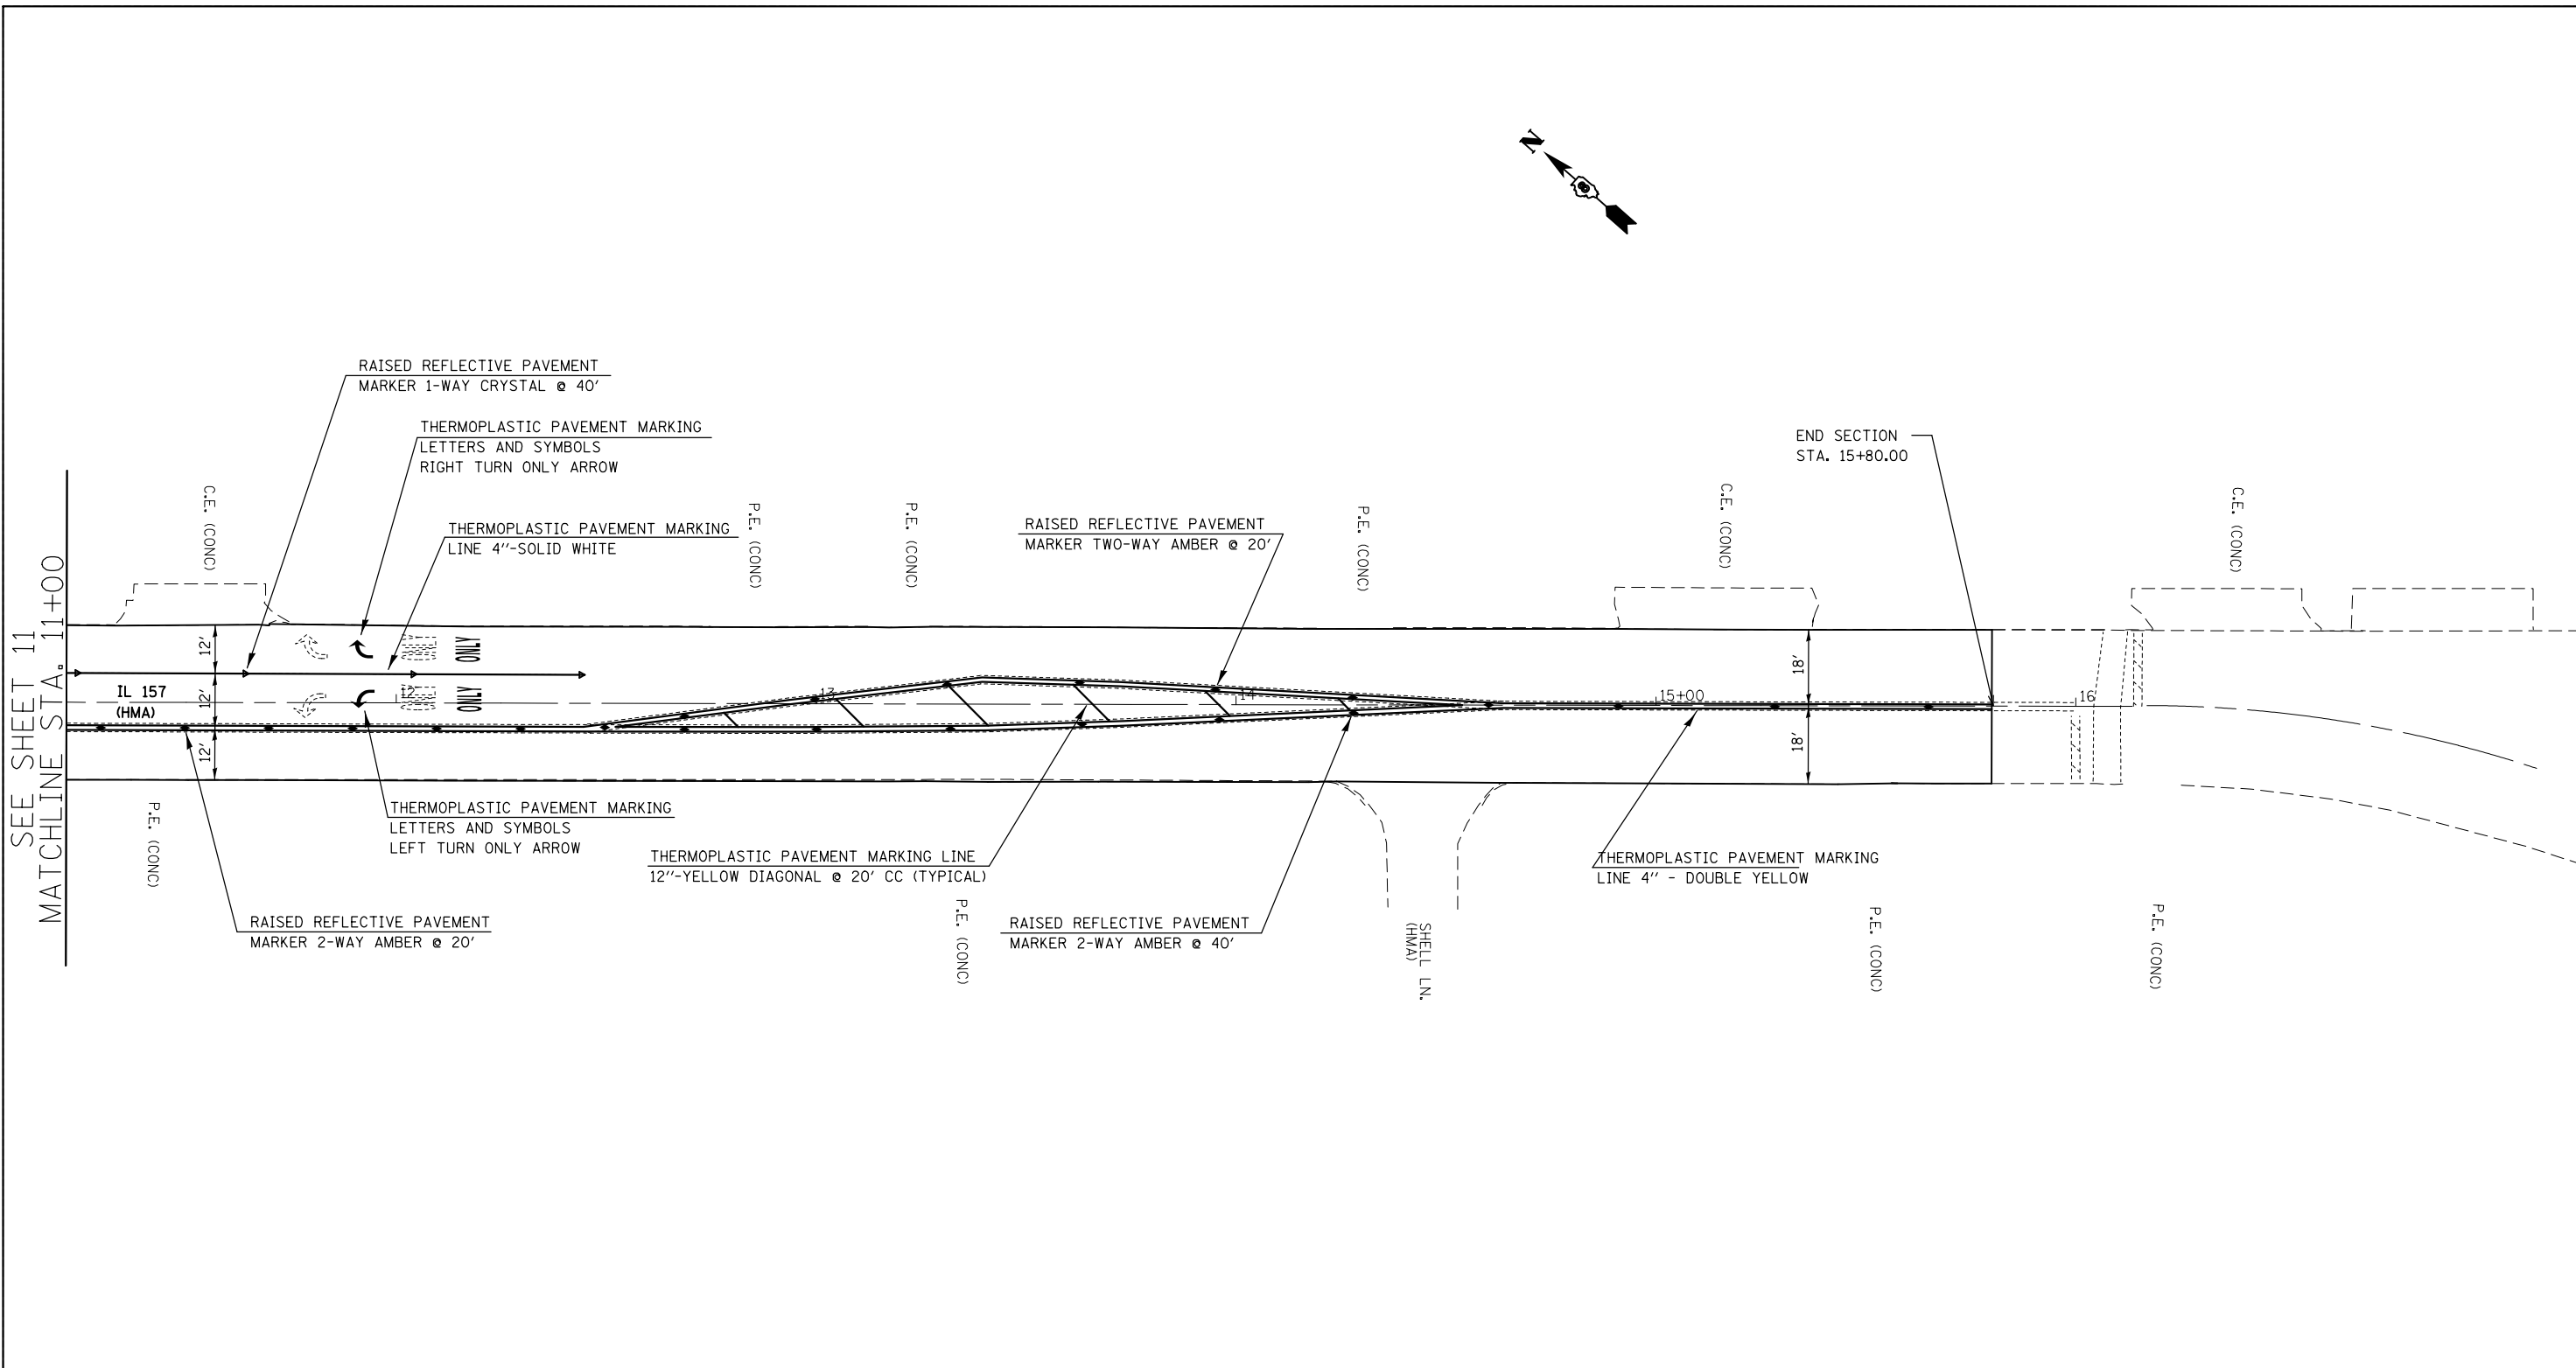 N
RAISED REFLECTIVE PAVEMENT
MARKER 1-WAY CRYSTAL @ 40'
THERMOPLASTIC PAVEMENT MARKING
LETTERS AND SYMBOLS
RIGHT TURN ONLY ARROW
THERMOPLASTIC PAVEMENT MARKING
LINE 4''-SOLID WHITE
RAISED REFLECTIVE PAVEMENT
MARKER TWO-WAY AMBER @ 20'
END SECTION
STA. 15+80.00
C.E. (CONC)
P.E. (CONC)
P.E. (CONC)
P.E. (CONC)
C.E. (CONC)
C.E. (CONC)
SEE SHEET 11
MATCHLINE STA. 11+00
12'
12'
12'
IL 157
(HMA)
ONLY
ONLY
12
13
14
15+00
16
18'
18'
THERMOPLASTIC PAVEMENT MARKING
LETTERS AND SYMBOLS
LEFT TURN ONLY ARROW
THERMOPLASTIC PAVEMENT MARKING LINE
12''-YELLOW DIAGONAL @ 20' CC (TYPICAL)
THERMOPLASTIC PAVEMENT MARKING
LINE 4'' - DOUBLE YELLOW
P.E. (CONC)
RAISED REFLECTIVE PAVEMENT
MARKER 2-WAY AMBER @ 20'
P.E. (CONC)
RAISED REFLECTIVE PAVEMENT
MARKER 2-WAY AMBER @ 40'
SHELL LN.
(HMA)
P.E. (CONC)
P.E. (CONC)